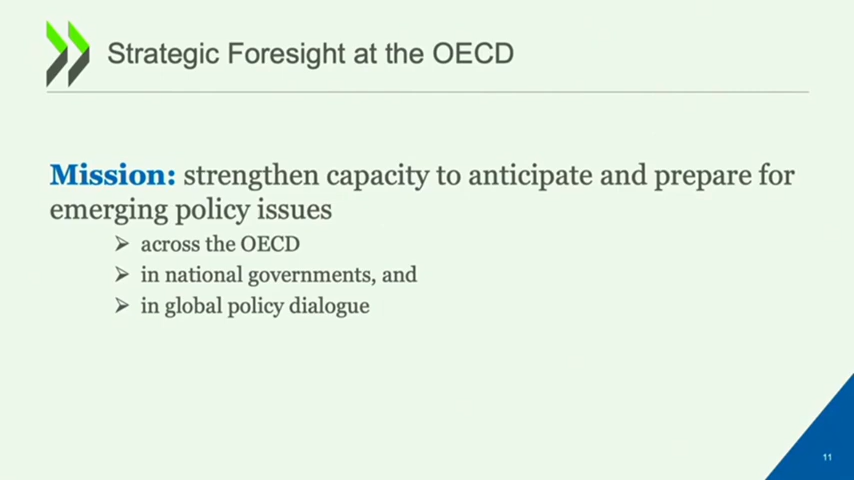 Strategic Foresight at the OECD
Mission: strengthen capacity to anticipate and prepare for
emerging policy issues
➢ across the OECD
➢ in national governments, and
➢ in global policy dialogue
11